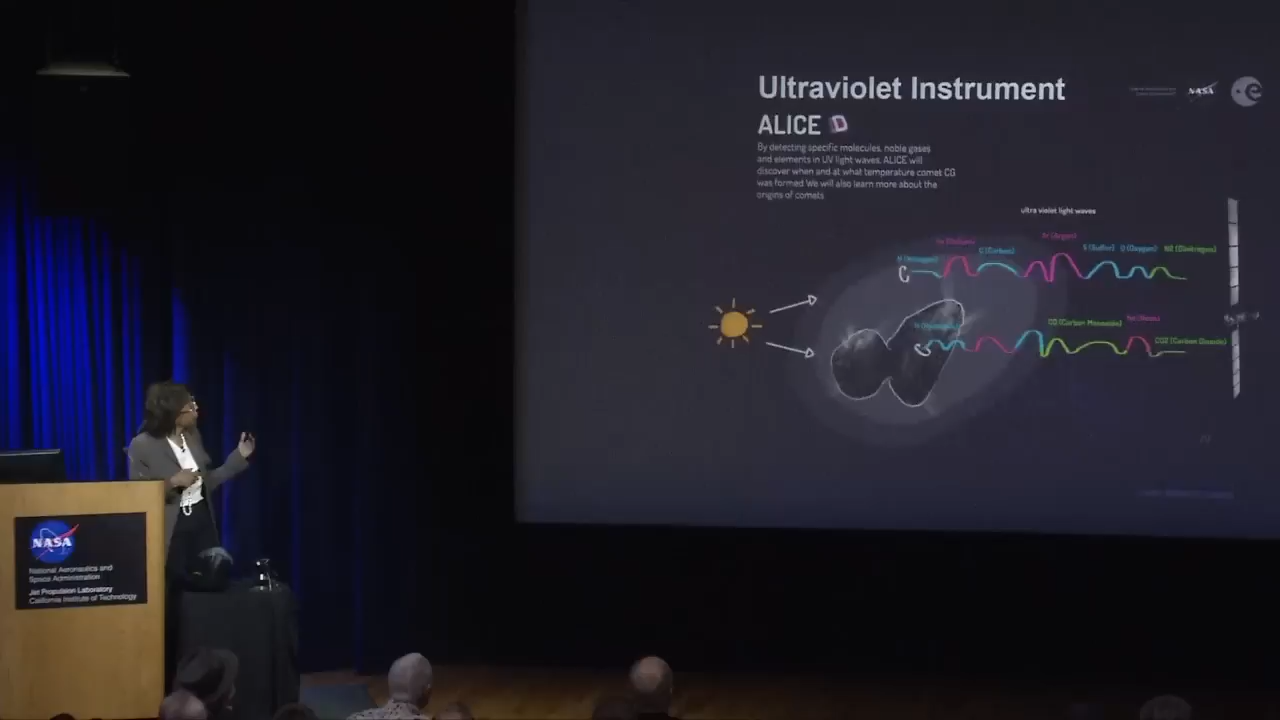 Ultraviolet Instrument
NASA
ALICE
By detecting specific molecules, noble gases
and elements in UV light waves, ALICE will
discover when and at what temperature comet CG
was formed We will also learn more about the
origins of comets
ultra violet light waves
Ar (Argon)
C (Carbon)
S (Sulfur)
O (Oxygen)
CO (Carbon Monoxide)
CO2 (Carbon Dioxide)
70
NASA
National Aeronautics and
Space Administration
Jet Propulsion Laboratory
California Institute of Technology